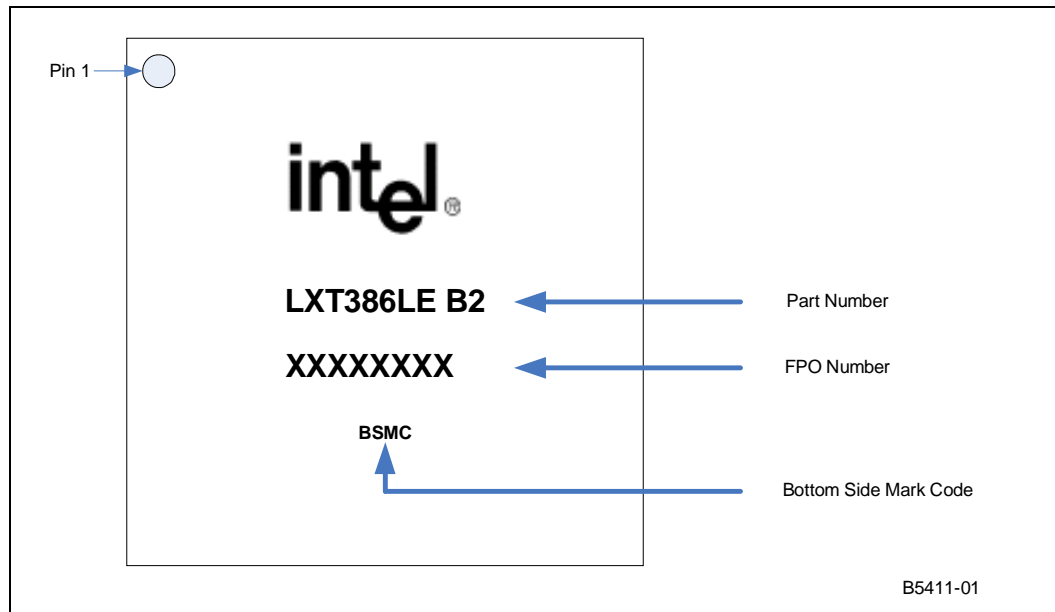 Pin 1
intel®
LXT386LE B2
Part Number
XXXXXXXX
FPO Number
BSMC
Bottom Side Mark Code
B5411-01